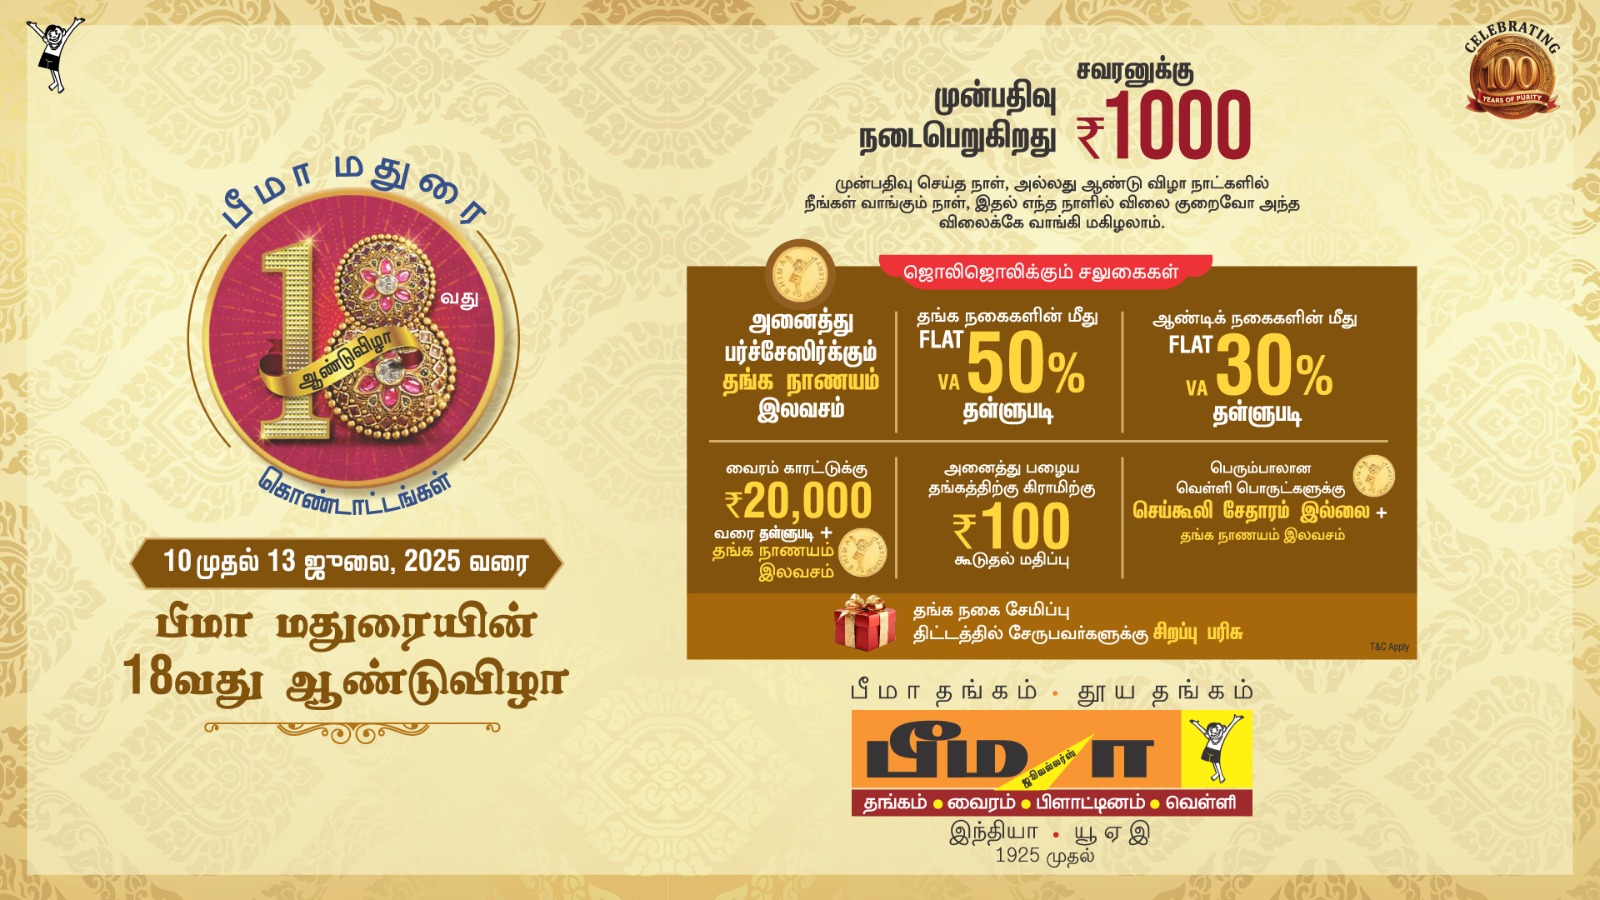 பீமா மதுரை
18
வது
ஆண்டுவிழா
கொண்டாட்டங்கள்
10 முதல் 13 ஜுலை, 2025 வரை
பீமா மதுரையின்
18வது ஆண்டுவிழா
CELEBRATING
100
YEARS OF PURITY
முன்பதிவு
நடைபெறுகிறது
சவரனுக்கு
₹1000
முன்பதிவு செய்த நாள், அல்லது ஆண்டு விழா நாட்களில்
நீங்கள் வாங்கும் நாள், இதல் எந்த நாளில் விலை குறைவோ அந்த
விலைக்கே வாங்கி மகிழலாம்.
ஜொலிஜொலிக்கும் சலுகைகள்
அனைத்து
பர்ச்சேஸிர்க்கும்
தங்க நாணயம்
இலவசம்
தங்க நகைகளின் மீது
FLAT
VA 50%
தள்ளுபடி
ஆண்டிக் நகைகளின் மீது
FLAT
VA 30%
தள்ளுபடி
வைரம் காரட்டுக்கு
₹20,000
வரை தள்ளுபடி +
தங்க நாணயம்
இலவசம்
அனைத்து பழைய
தங்கத்திற்கு கிராமிற்கு
₹100
கூடுதல் மதிப்பு
பெரும்பாலான
வெள்ளி பொருட்களுக்கு
செய்கூலி சேதாரம் இல்லை +
தங்க நாணயம் இலவசம்
தங்க நகை சேமிப்பு
திட்டத்தில் சேருபவர்களுக்கு சிறப்பு பரிசு
T&C Apply
பீமா தங்கம் • தூய தங்கம்
பீமா
ஜுவெல்லர்ஸ்
தங்கம் • வைரம் • பிளாட்டினம் • வெள்ளி
இந்தியா • யூ ஏ இ
1925 முதல்